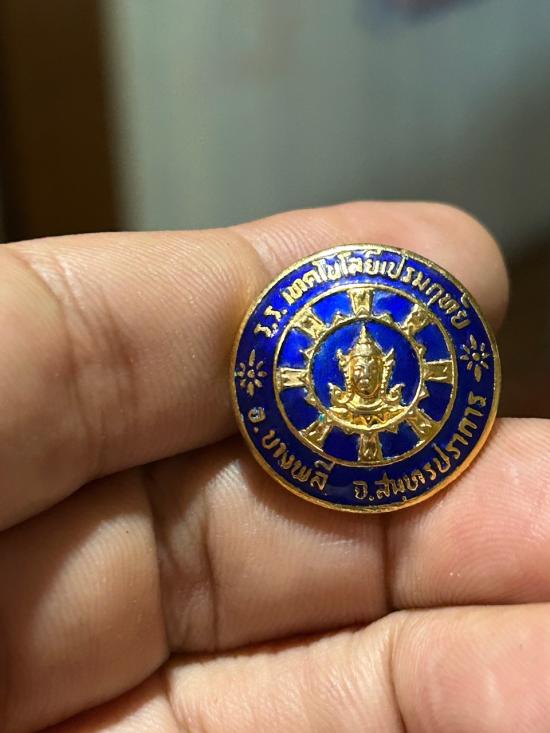 ร.ร.เทคโนโลยีเปรมฤทัย
อ.บางพลี จ.สมุทรปราการ